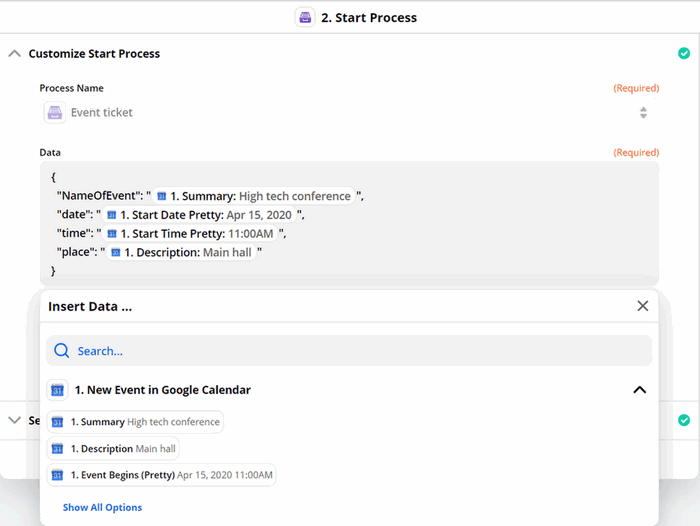 2. Start Process
Customize Start Process
Process Name (Required)
Event ticket
Data (Required)
{
"NameOfEvent": " 1. Summary: High tech conference ",
"date": " 1. Start Date Pretty: Apr 15, 2020 ",
"time": " 1. Start Time Pretty: 11:00AM ",
"place": " 1. Description: Main hall "
}
Insert Data ...
Search...
1. New Event in Google Calendar
Se
1. Summary High tech conference
1. Description Main hall
1. Event Begins (Pretty) Apr 15, 2020 11:00AM
Show All Options